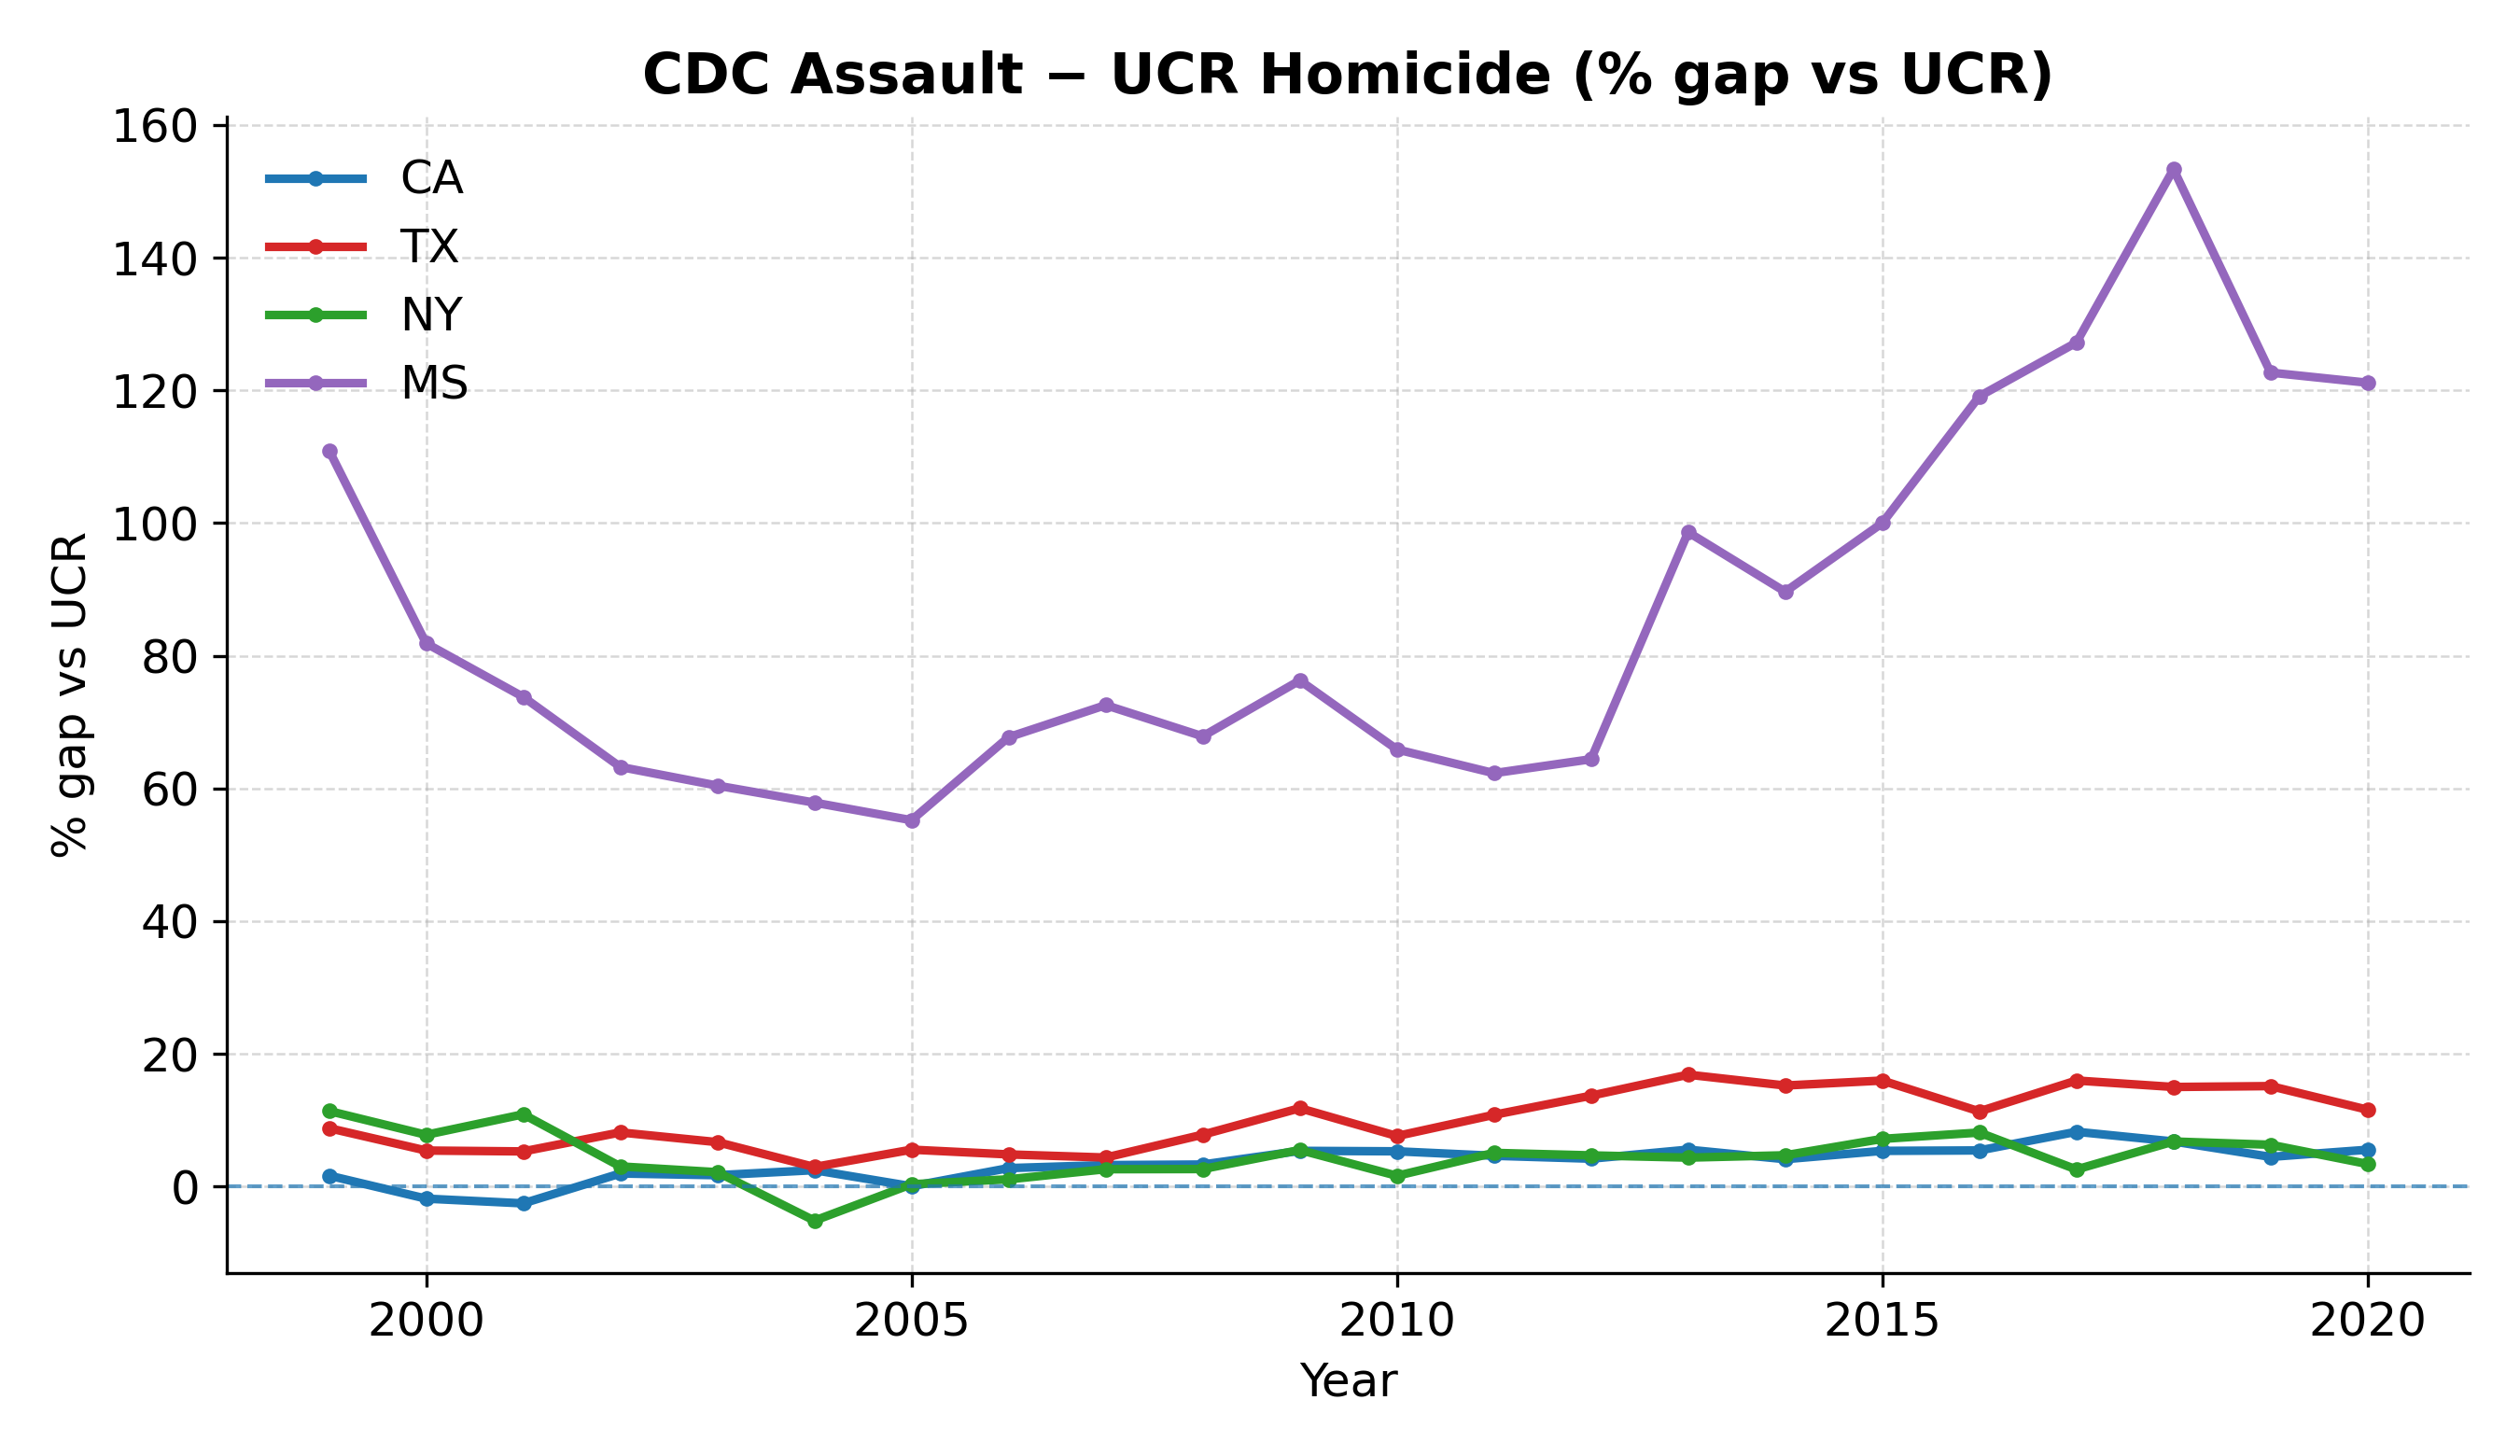 CDC Assault − UCR Homicide (% gap vs UCR)
160
140
120
100
80
60
40
20
0
% gap vs UCR
CA
TX
NY
MS
2000 2005 2010 2015 2020
Year